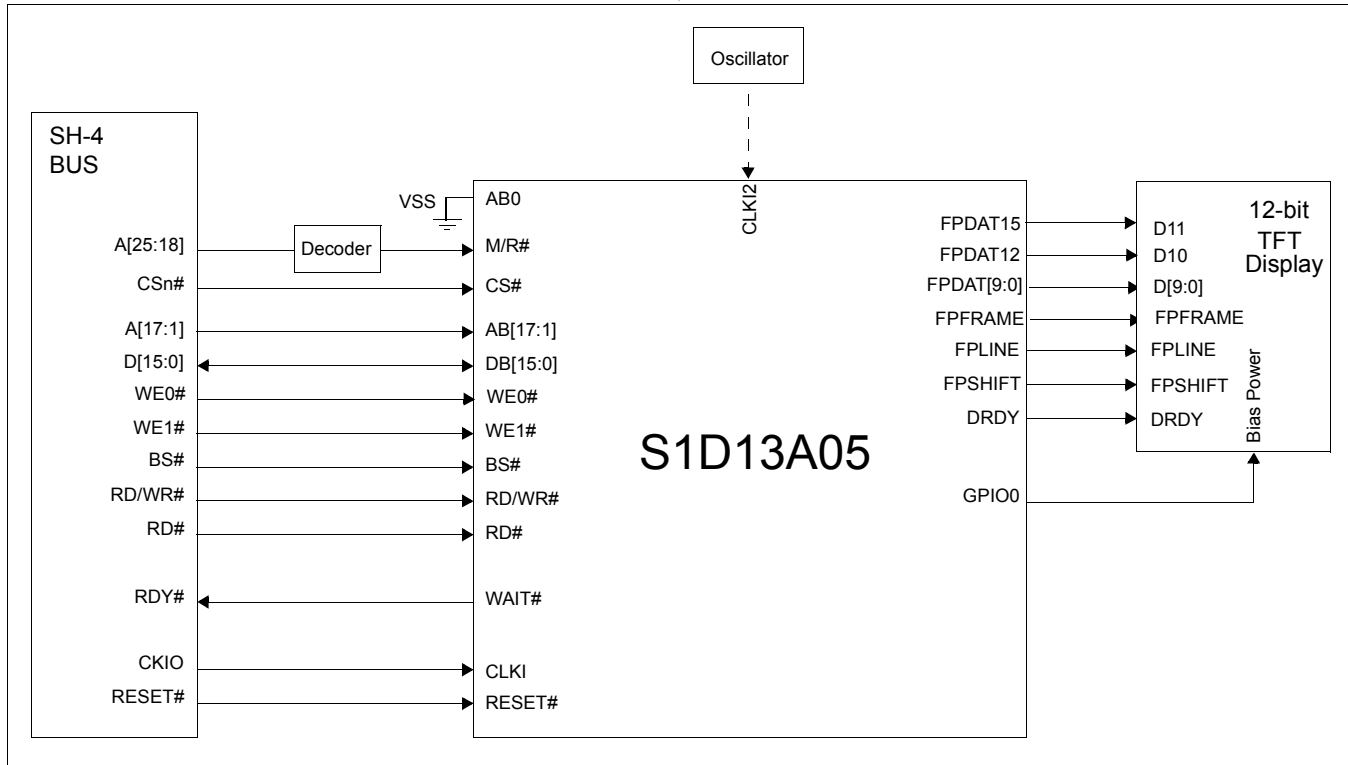 Oscillator
SH-4
BUS
A[25:18]
CSn#
A[17:1]
D[15:0]
WE0#
WE1#
BS#
RD/WR#
RD#
RDY#
CKIO
RESET#
VSS
Decoder
CLKI2
AB0
M/R#
CS#
AB[17:1]
DB[15:0]
WE0#
WE1#
BS#
RD/WR#
RD#
WAIT#
CLKI
RESET#
S1D13A05
FPDAT15
FPDAT12
FPDAT[9:0]
FPFRAME
FPLINE
FPSHIFT
DRDY
GPIO0
12-bit
TFT
Display
D11
D10
D[9:0]
FPFRAME
FPLINE
FPSHIFT
DRDY
Bias Power